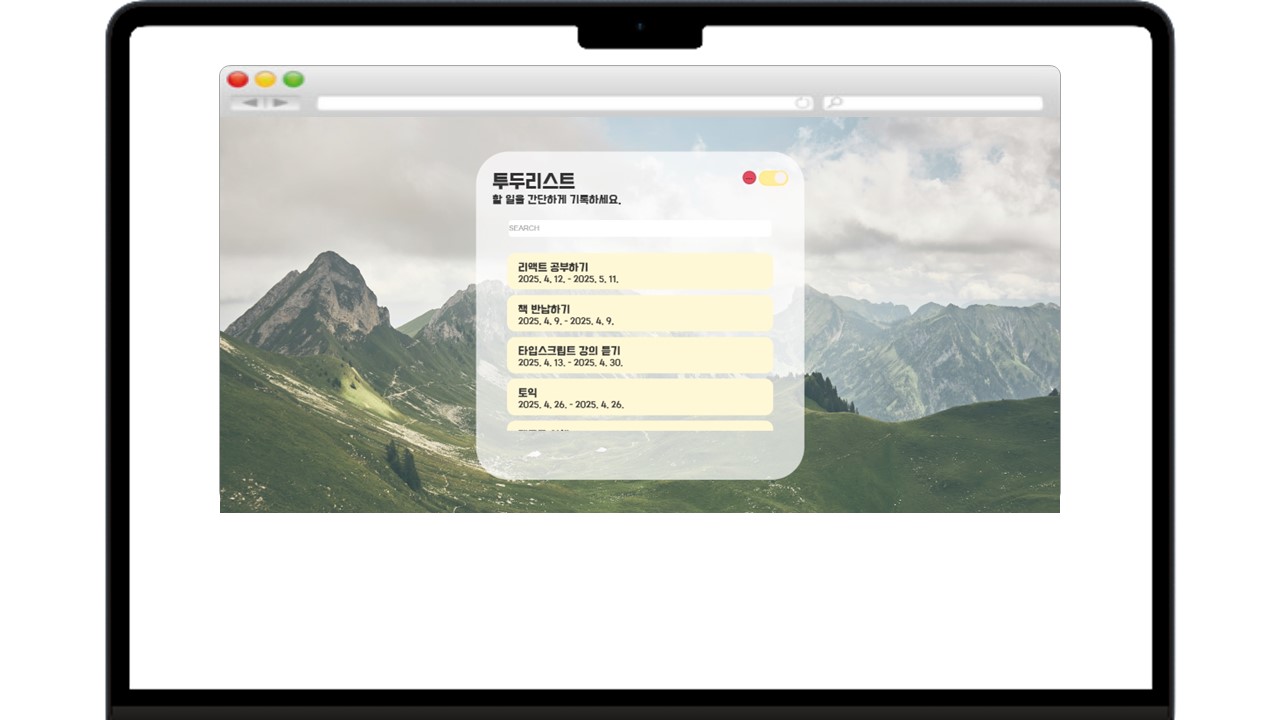 투두리스트
할 일을 간단하게 기록하세요.
SEARCH
리액트 공부하기
2025. 4. 12. - 2025. 5. 11.
책 반납하기
2025. 4. 9. - 2025. 4. 9.
타입스크립트 강의 듣기
2025. 4. 13. - 2025. 4. 30.
토익
2025. 4. 26. - 2025. 4. 26.